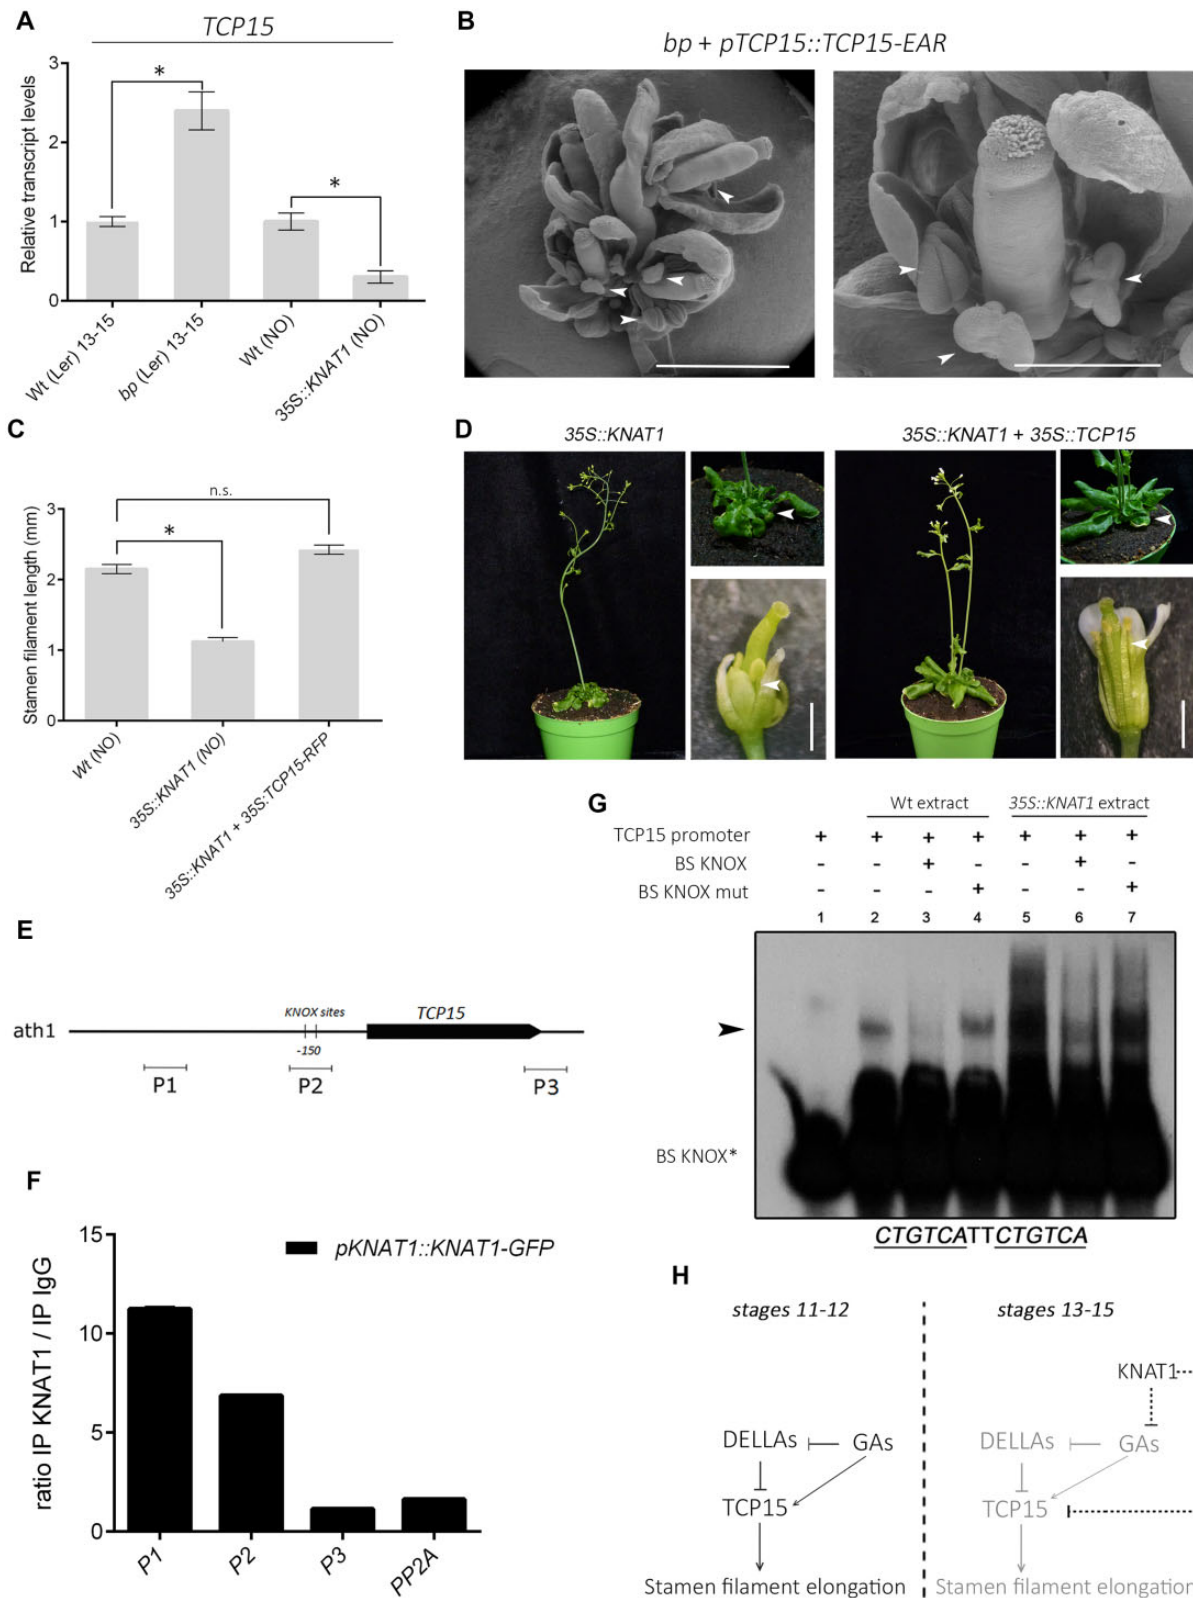 A
TCP15
Relative transcript levels
3
2
1
0
Wt (Ler) 13-15
bp (Ler) 13-15
Wt (NO)
35S::KNAT1 (NO)
*
*
B
bp + pTCP15::TCP15-EAR
C
Stamen filament length (mm)
3
2
1
0
n.s.
*
Wt (NO)
35S::KNAT1 (NO)
35S::KNAT1 + 35S:TCP15-RFP
D
35S::KNAT1
35S::KNAT1 + 35S::TCP15
E
ath1
KNOX sites
-150
TCP15
P1
P2
P3
F
ratio IP KNAT1 / IP IgG
15
10
5
0
pKNAT1::KNAT1-GFP
P1
P2
P3
PP2A
G
Wt extract
35S::KNAT1 extract
TCP15 promoter + + + + + + +
BS KNOX - - + - - + -
BS KNOX mut - - - + - - +
1 2 3 4 5 6 7
BS KNOX*
CTGTCATTCTGTCA
H
stages 11-12
stages 13-15
DELLAs
GAs
TCP15
Stamen filament elongation
KNAT1
DELLAs
GAs
TCP15
Stamen filament elongation